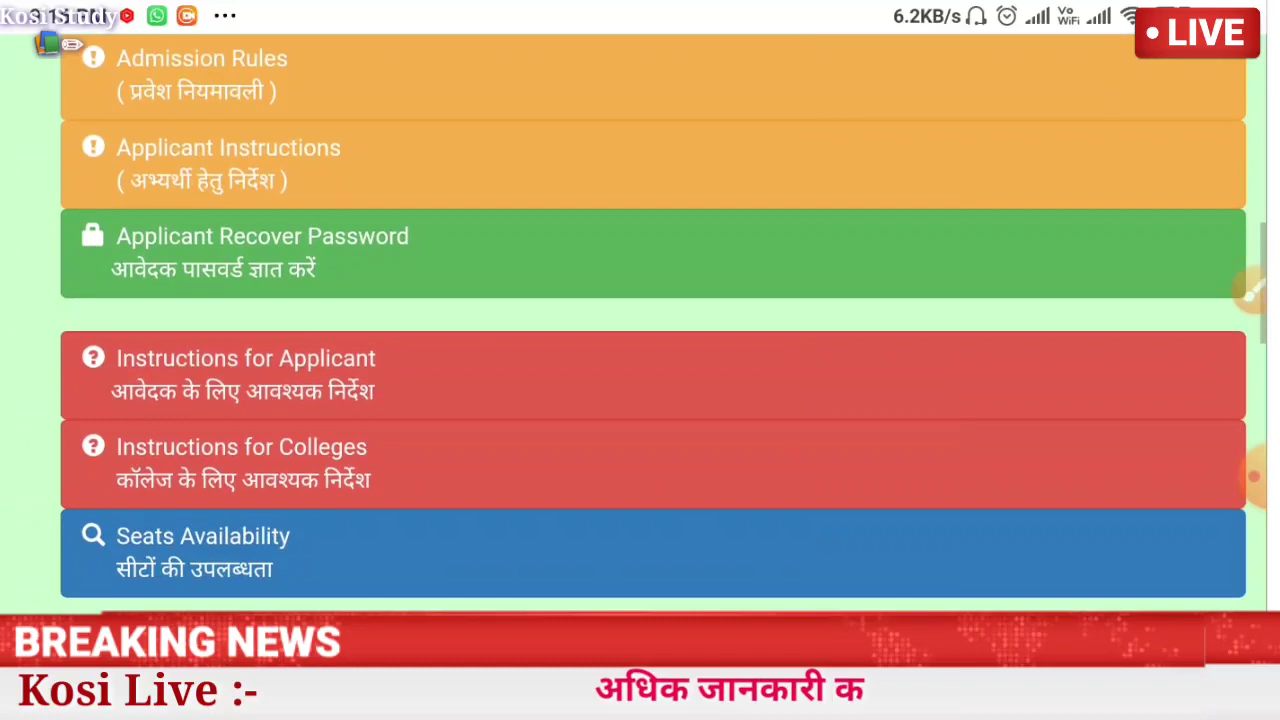 Kosi Study
6.2KB/s Vo WiFi
• LIVE
Admission Rules
( प्रवेश नियमावली )
Applicant Instructions
( अभ्यर्थी हेतु निर्देश )
Applicant Recover Password
आवेदक पासवर्ड ज्ञात करें
Instructions for Applicant
आवेदक के लिए आवश्यक निर्देश
Instructions for Colleges
कॉलेज के लिए आवश्यक निर्देश
Seats Availability
सीटों की उपलब्धता
BREAKING NEWS
Kosi Live :-
अधिक जानकारी क